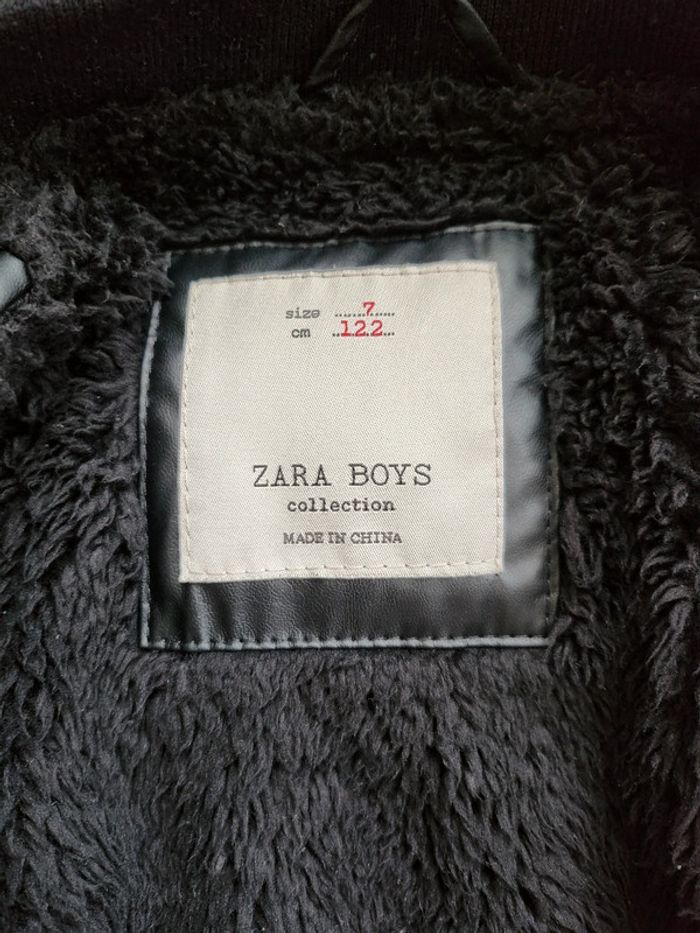 size 7
cm 122
ZARA BOYS
collection
MADE IN CHINA